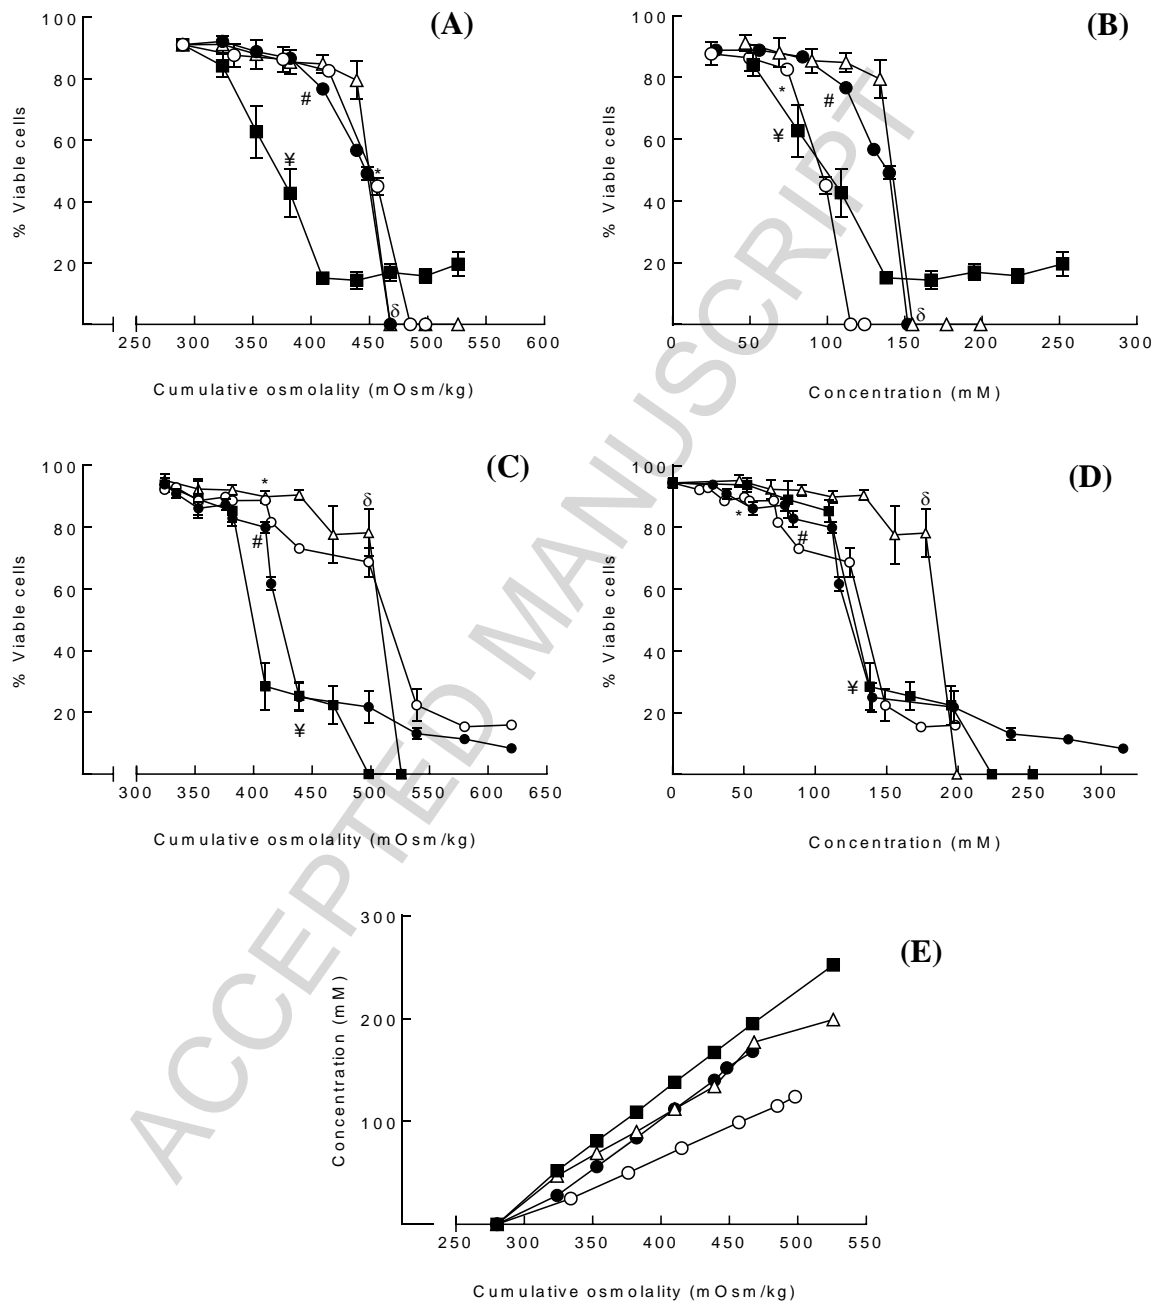 (A)
100
80
60
40
20
% Viable cells
#
¥
*
δ
250 300 350 400 450 500 550 600
Cumulative osmolality (mOsm/kg)
(B)
100
80
60
40
20
% Viable cells
*
#
¥
δ
0 50 100 150 200 250 300
Concentration (mM)
(C)
100
80
60
40
20
% Viable cells
*
δ
#
¥
300 350 400 450 500 550 600 650
Cumulative osmolality (mOsm/kg)
(D)
100
80
60
40
20
% Viable cells
δ
*
#
¥
0 50 100 150 200 250 300
Concentration (mM)
(E)
300
200
100
Concentration (mM)
250 300 350 400 450 500 550
Cumulative osmolality (mOsm/kg)
ACCEPTED MANUSCRIPT